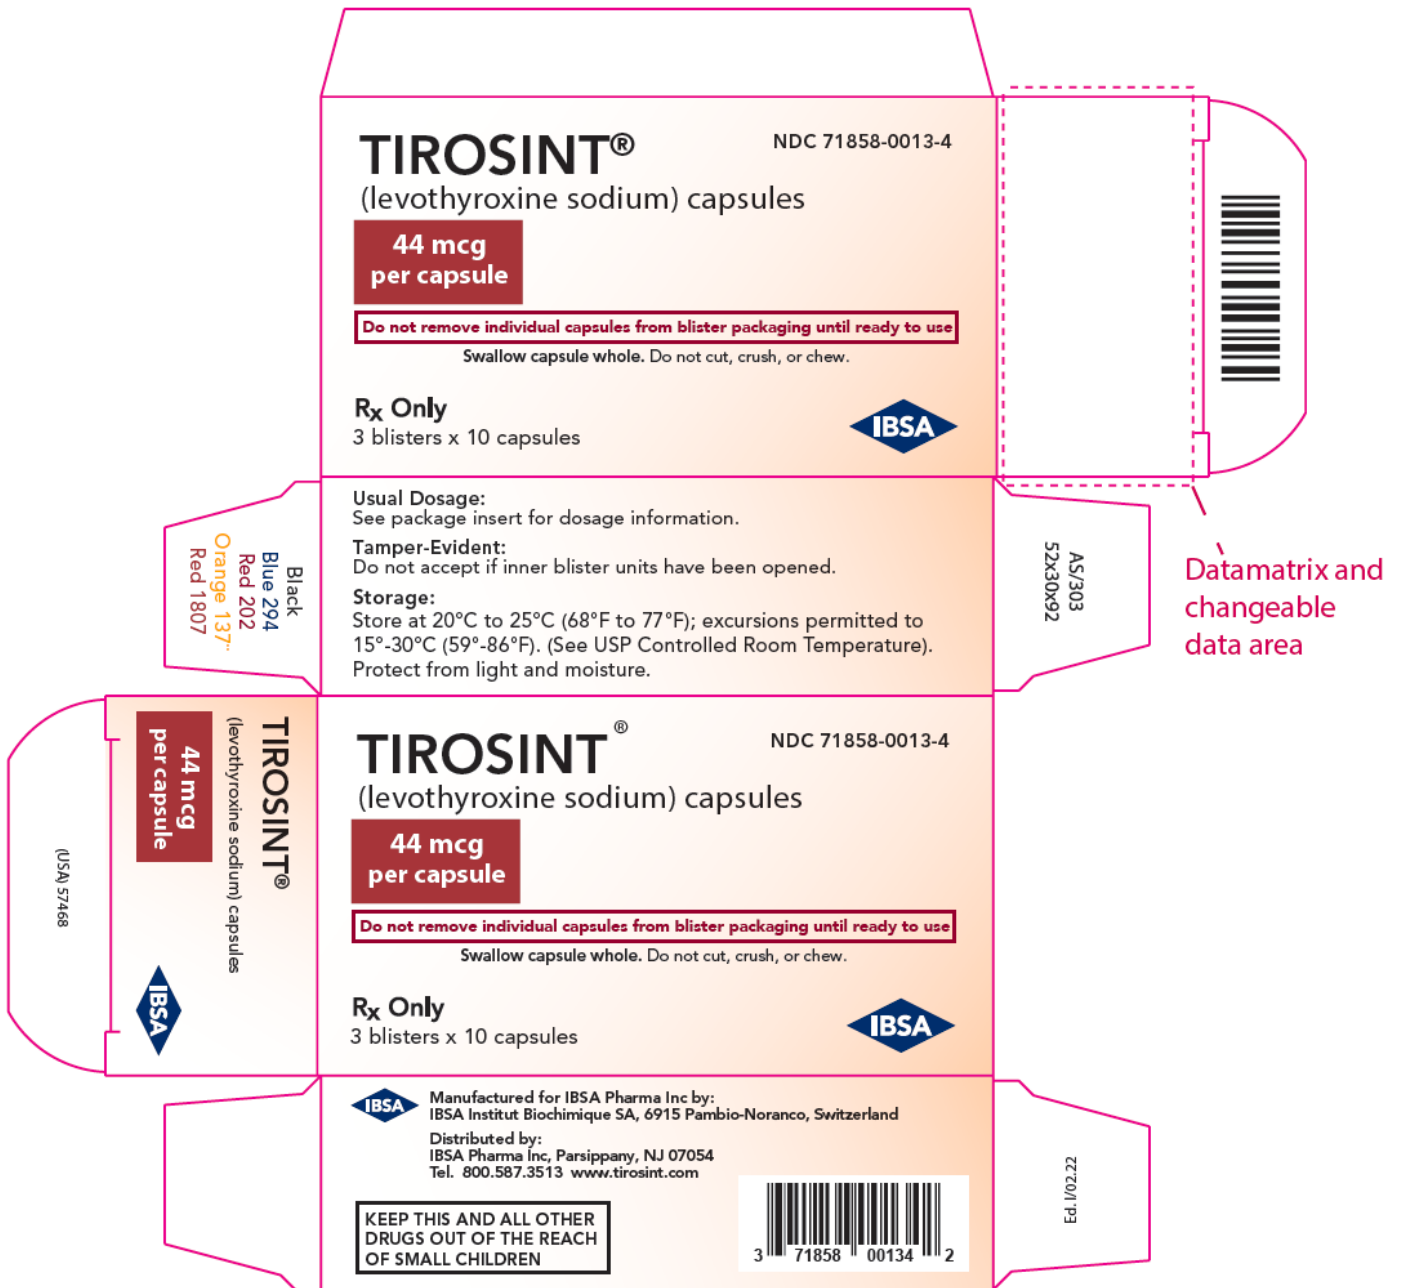 TIROSINT®
NDC 71858-0013-4
(levothyroxine sodium) capsules
44 mcg
per capsule
Do not remove individual capsules from blister packaging until ready to use
Swallow capsule whole. Do not cut, crush, or chew.
Rx Only
3 blisters x 10 capsules
IBSA
Usual Dosage:
See package insert for dosage information.
Tamper-Evident:
Do not accept if inner blister units have been opened.
Storage:
Store at 20°C to 25°C (68°F to 77°F); excursions permitted to
15°-30°C (59°-86°F). (See USP Controlled Room Temperature).
Protect from light and moisture.
Black
Blue 294
Red 202
Orange 137
Red 1807
AS/303
52x30x92
Datamatrix and
changeable
data area
TIROSINT®
(levothyroxine sodium) capsules
44 mcg
per capsule
IBSA
(USA) 57468
TIROSINT®
NDC 71858-0013-4
(levothyroxine sodium) capsules
44 mcg
per capsule
Do not remove individual capsules from blister packaging until ready to use
Swallow capsule whole. Do not cut, crush, or chew.
Rx Only
3 blisters x 10 capsules
IBSA
IBSA
Manufactured for IBSA Pharma Inc by:
IBSA Institut Biochimique SA, 6915 Pambio-Noranco, Switzerland
Distributed by:
IBSA Pharma Inc, Parsippany, NJ 07054
Tel. 800.587.3513 www.tirosint.com
KEEP THIS AND ALL OTHER
DRUGS OUT OF THE REACH
OF SMALL CHILDREN
3 71858 00134 2
Ed. I/02.22